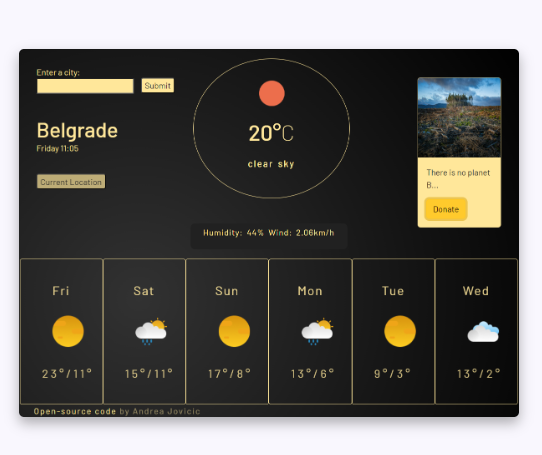 Enter a city:
Submit
Belgrade
Friday 11:05
Current Location
20°C
clear sky
Humidity: 44% Wind: 2.06km/h
There is no planet
B...
Donate
Fri
Sat
Sun
Mon
Tue
Wed
23°/11°
15°/11°
17°/8°
13°/6°
9°/3°
13°/2°
Open-source code by Andrea Jovicic